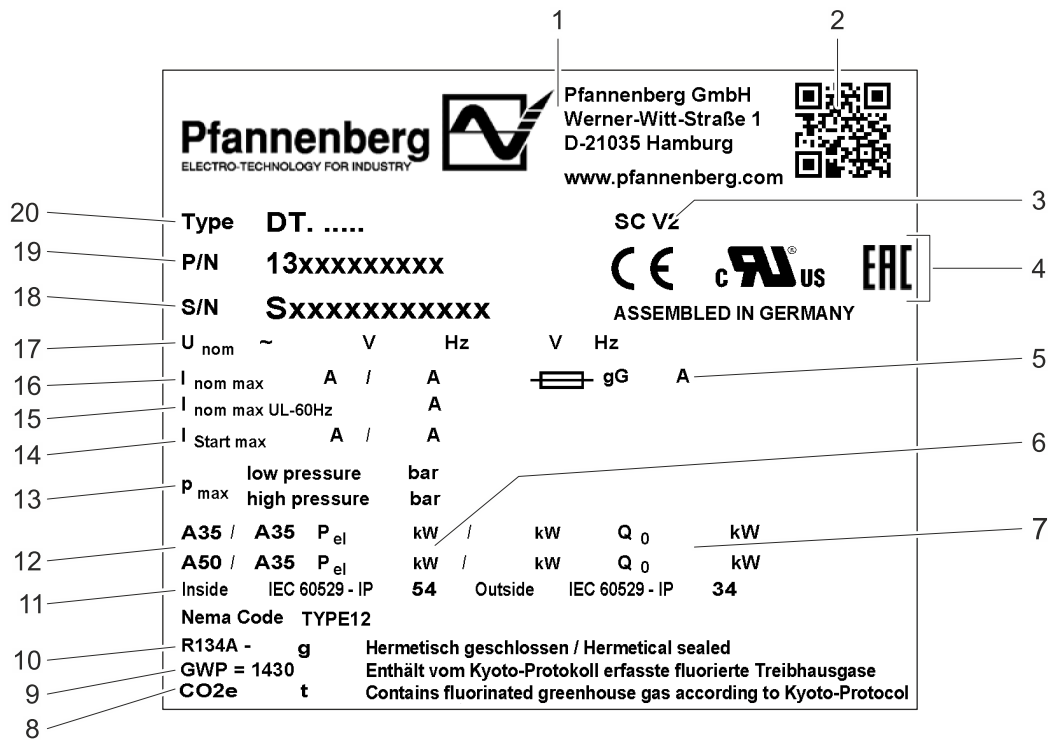 1 2
Pfannenberg
ELECTRO-TECHNOLOGY FOR INDUSTRY
Pfannenberg GmbH
Werner-Witt-Straße 1
D-21035 Hamburg
www.pfannenberg.com
20 Type DT. ..... SC V2 3
19 P/N 13xxxxxxxxx CE c RU ® US EAC 4
18 S/N Sxxxxxxxxxxx ASSEMBLED IN GERMANY
17 U nom ~ V Hz V Hz
16 I nom max A / A gG A 5
15 I nom max UL-60Hz A
14 I Start max A / A
13 p max low pressure bar 6
high pressure bar
12 A35 / A35 P el kW / kW Q 0 kW 7
A50 / A35 P el kW / kW Q 0 kW
11 Inside IEC 60529 - IP 54 Outside IEC 60529 - IP 34
Nema Code TYPE12
10 R134A - g Hermetisch geschlossen / Hermetical sealed
9 GWP = 1430 Enthält vom Kyoto-Protokoll erfasste fluorierte Treibhausgase
8 CO2e t Contains fluorinated greenhouse gas according to Kyoto-Protocol